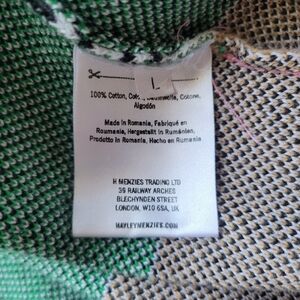 L
100% Cotton, Coton, Baumwolle, Cotone,
Algodón
Made in Romania, Fabriqué en
Roumanie, Hergestellt in Rumänien,
Prodotto in Romania, Hecho en Rumanía
H MENZIES TRADING LTD
39 RAILWAY ARCHES
BLECHYNDEN STREET
LONDON, W10 6SA, UK
HAYLEYMENZIES.COM